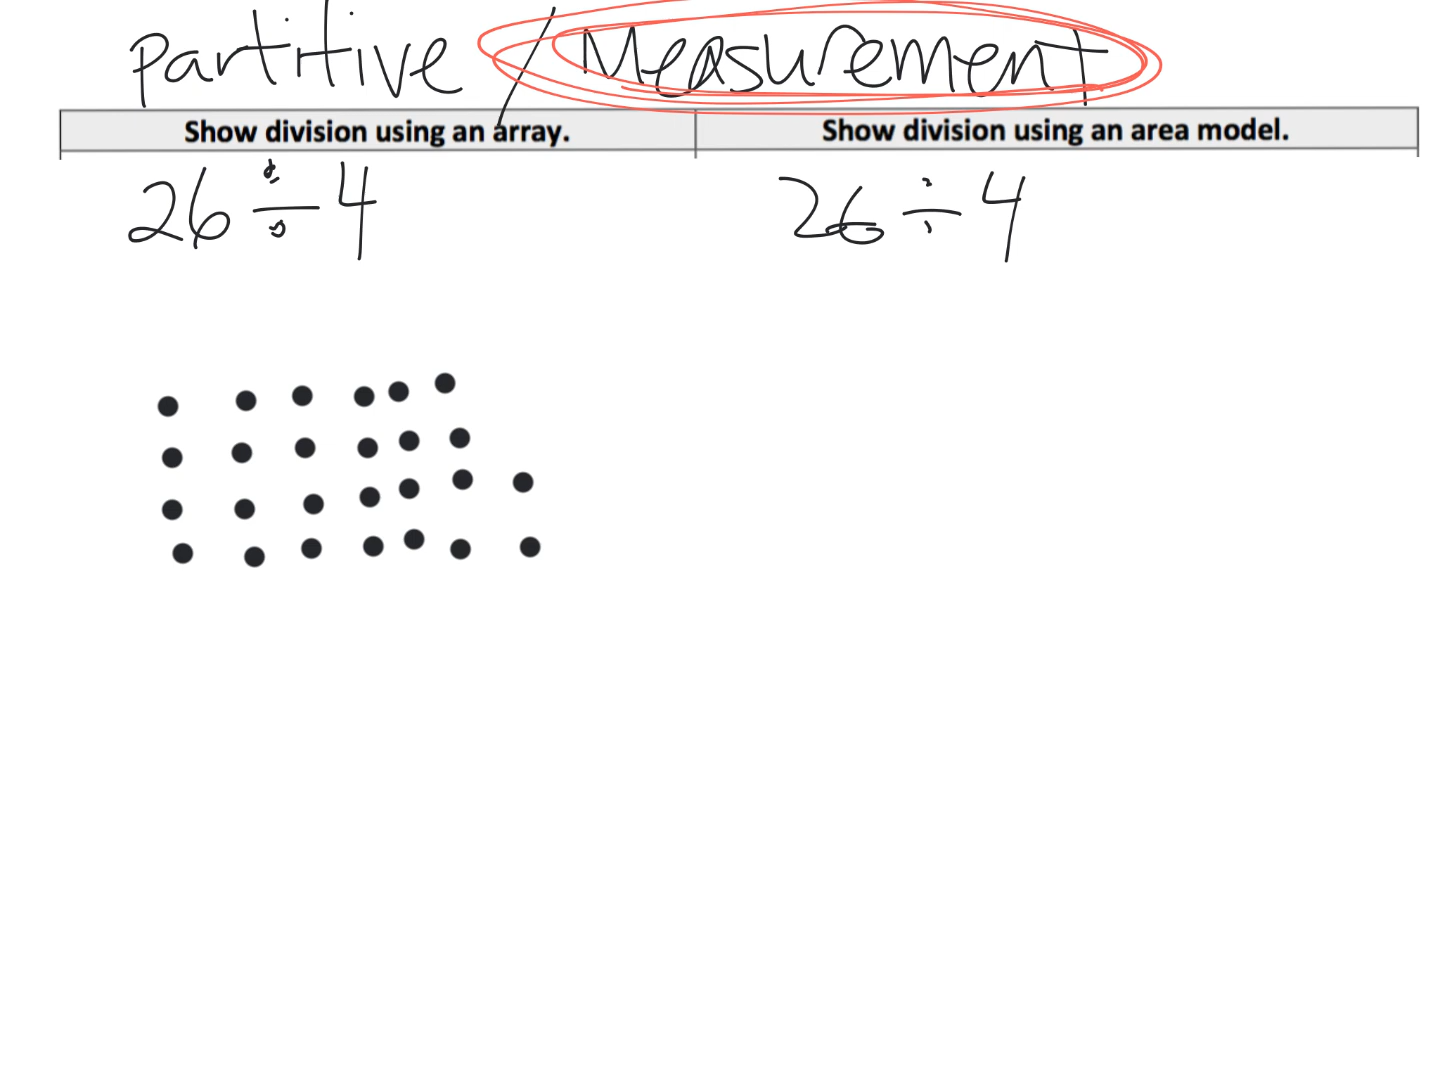 partitive / Measurement
Show division using an array.
Show division using an area model.
26 ÷ 4
26 ÷ 4